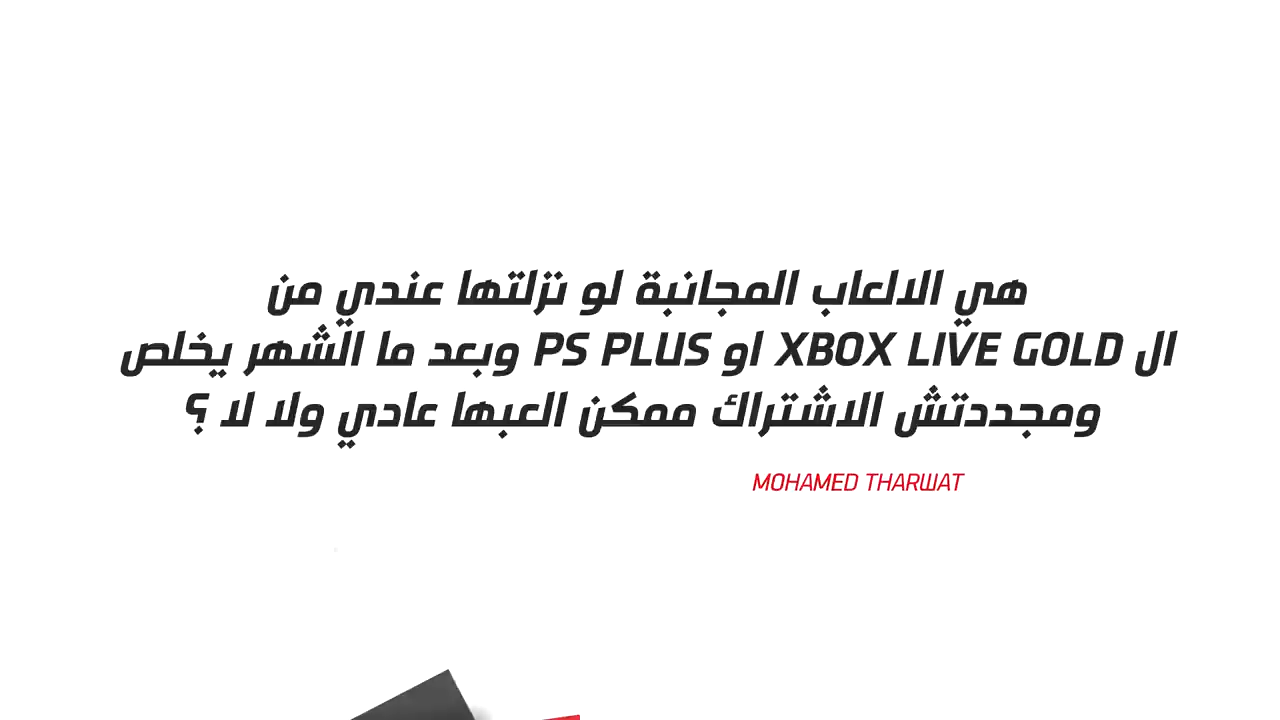 هي الالعاب المجانية لو نزلتها عندي من
ال XBOX LIVE GOLD او PS PLUS وبعد ما الشهر يخلص
ومجددتش الاشتراك ممكن العبها عادي ولا لا ؟
MOHAMED THARWAT